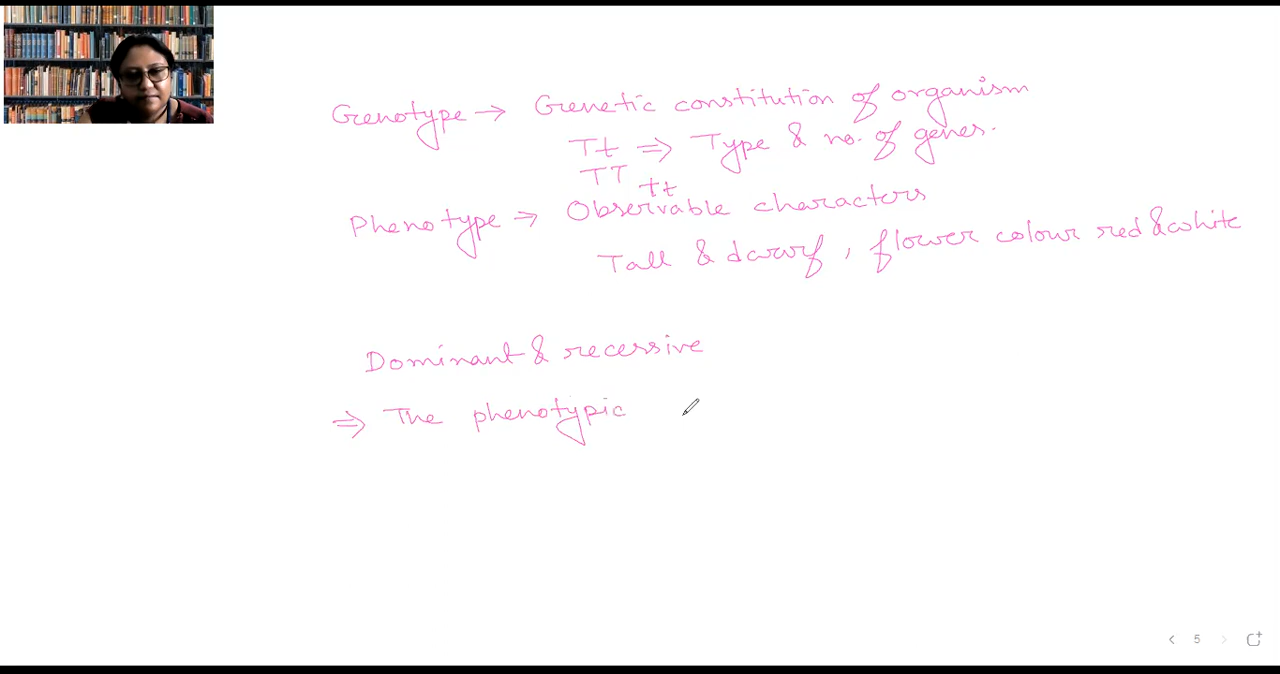 Genotype → Genetic constitution of organism
Tt ⇒ Type & no. of genes.
TT
tt
Phenotype ⇒ Observable characters
Tall & dwarf, flower colour red & white
Dominant & recessive
⇒ The phenotypic
5